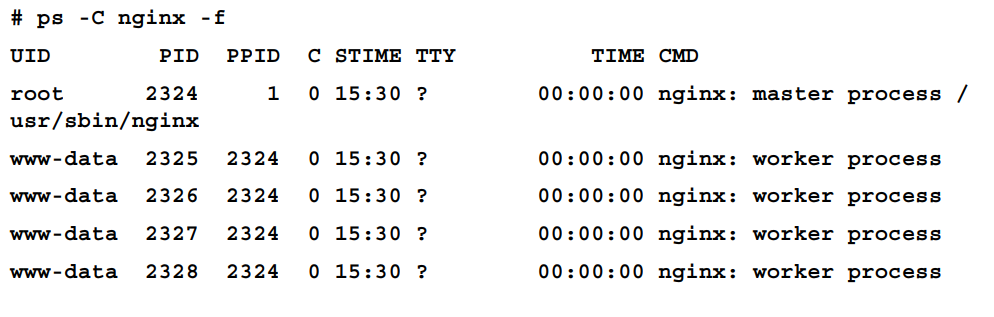 # ps -C nginx -f
UID        PID  PPID  C STIME TTY          TIME CMD
root      2324     1  0 15:30 ?        00:00:00 nginx: master process /
usr/sbin/nginx
www-data  2325  2324  0 15:30 ?        00:00:00 nginx: worker process
www-data  2326  2324  0 15:30 ?        00:00:00 nginx: worker process
www-data  2327  2324  0 15:30 ?        00:00:00 nginx: worker process
www-data  2328  2324  0 15:30 ?        00:00:00 nginx: worker process